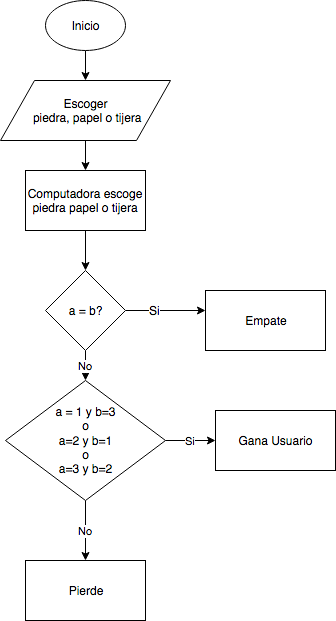 Inicio
Escoger
piedra, papel o tijera
Computadora escoge
piedra papel o tijera
a = b?
Si
Empate
No
a = 1 y b=3
o
a=2 y b=1
o
a=3 y b=2
Si
Gana Usuario
No
Pierde